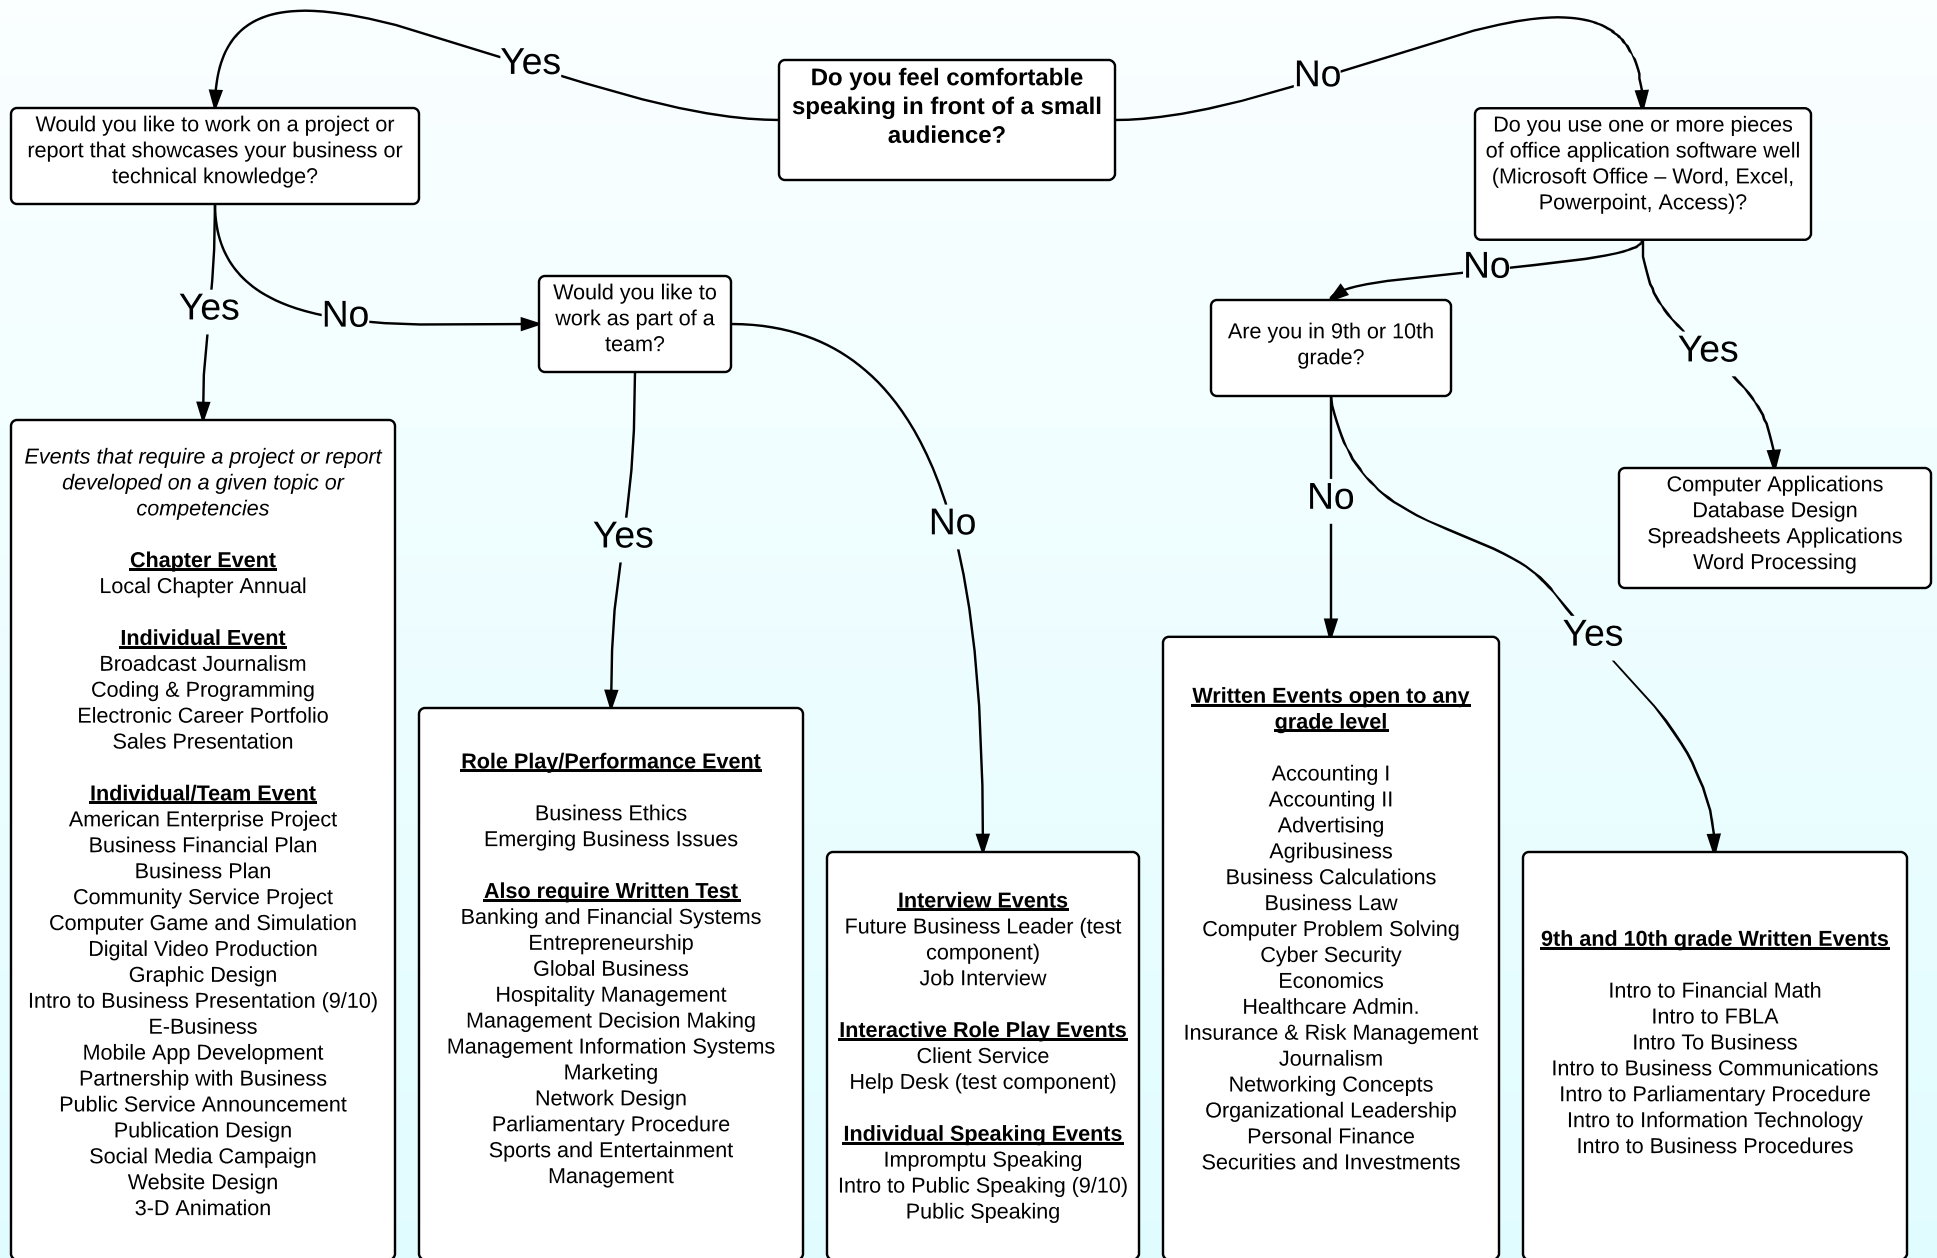 Do you feel comfortable
speaking in front of a small
audience?
Yes
No
Would you like to work on a project or
report that showcases your business or
technical knowledge?
Do you use one or more pieces
of office application software well
(Microsoft Office – Word, Excel,
Powerpoint, Access)?
Yes
No
Would you like to
work as part of a
team?
No
Yes
Are you in 9th or 10th
grade?
Yes
No
No
Yes
Events that require a project or report
developed on a given topic or
competencies
Chapter Event
Local Chapter Annual
Individual Event
Broadcast Journalism
Coding & Programming
Electronic Career Portfolio
Sales Presentation
Individual/Team Event
American Enterprise Project
Business Financial Plan
Business Plan
Community Service Project
Computer Game and Simulation
Digital Video Production
Graphic Design
Intro to Business Presentation (9/10)
E-Business
Mobile App Development
Partnership with Business
Public Service Announcement
Publication Design
Social Media Campaign
Website Design
3-D Animation
Role Play/Performance Event
Business Ethics
Emerging Business Issues
Also require Written Test
Banking and Financial Systems
Entrepreneurship
Global Business
Hospitality Management
Management Decision Making
Management Information Systems
Marketing
Network Design
Parliamentary Procedure
Sports and Entertainment
Management
Interview Events
Future Business Leader (test
component)
Job Interview
Interactive Role Play Events
Client Service
Help Desk (test component)
Individual Speaking Events
Impromptu Speaking
Intro to Public Speaking (9/10)
Public Speaking
Written Events open to any
grade level
Accounting I
Accounting II
Advertising
Agribusiness
Business Calculations
Business Law
Computer Problem Solving
Cyber Security
Economics
Healthcare Admin.
Insurance & Risk Management
Journalism
Networking Concepts
Organizational Leadership
Personal Finance
Securities and Investments
9th and 10th grade Written Events
Intro to Financial Math
Intro to FBLA
Intro To Business
Intro to Business Communications
Intro to Parliamentary Procedure
Intro to Information Technology
Intro to Business Procedures
Computer Applications
Database Design
Spreadsheets Applications
Word Processing